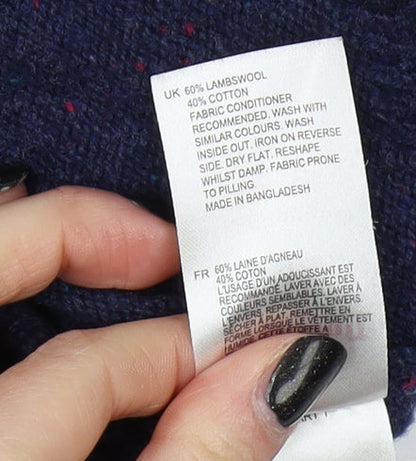 UK 60% LAMBSWOOL
40% COTTON
FABRIC CONDITIONER
RECOMMENDED. WASH WITH
SIMILAR COLOURS. WASH
INSIDE OUT. IRON ON REVERSE
SIDE. DRY FLAT. RESHAPE
WHILST DAMP. FABRIC PRONE
TO PILLING.
MADE IN BANGLADESH
FR 60% LAINE D'AGNEAU
40% COTON
L'USAGE D'UN ADOUCISSANT EST
RECOMMANDÉ. LAVER AVEC DES
COULEURS SEMBLABLES. LAVER À
L'ENVERS. REPASSER À L'ENVERS.
SÉCHER À PLAT. REMETTRE EN
FORME LORSQUE LE VÊTEMENT EST
HUMIDE. CETTE ÉTOFFE A